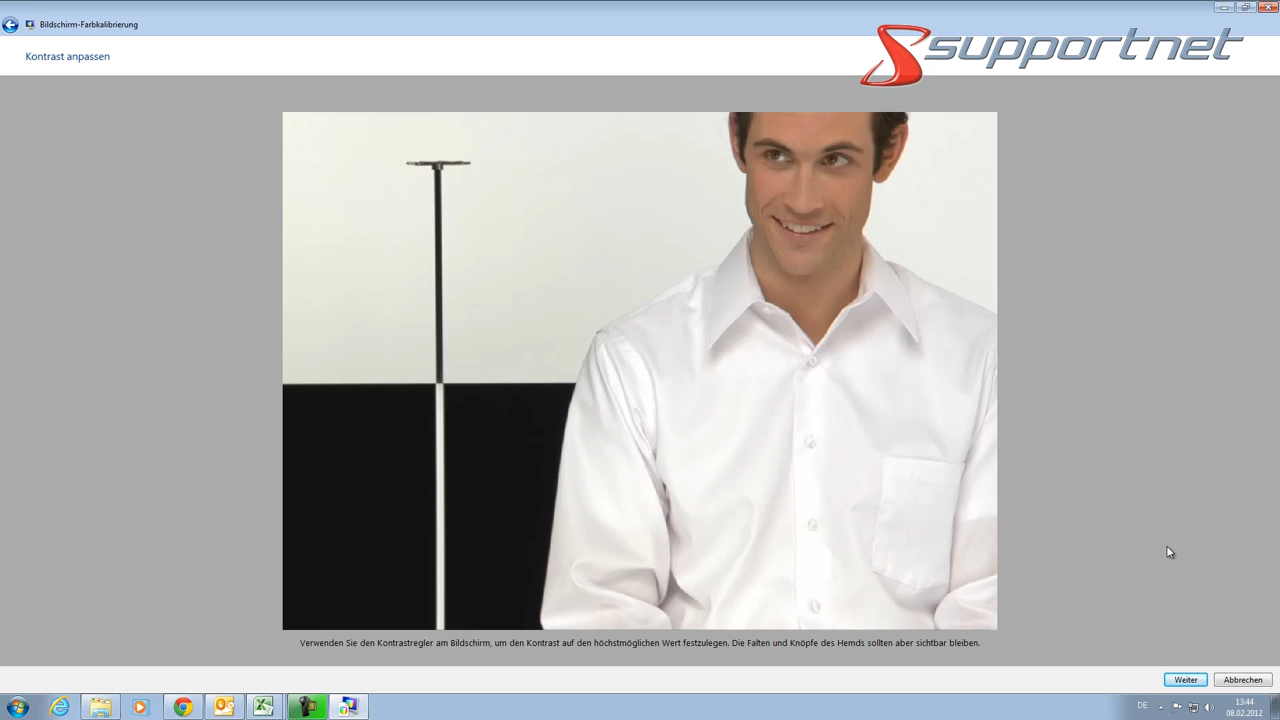 Bildschirm-Farbkalibrierung
supportnet
Kontrast anpassen
Verwenden Sie den Kontrastregler am Bildschirm, um den Kontrast auf den höchstmöglichen Wert festzulegen. Die Falten und Knöpfe des Hemds sollten aber sichtbar bleiben.
Weiter
Abbrechen
DE
13:44
08.02.2012